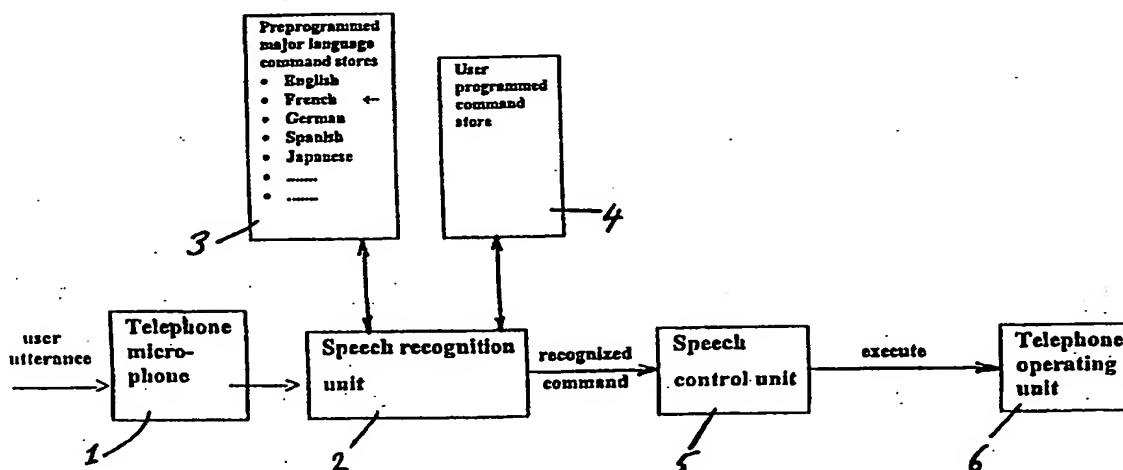 Preprogrammed
major language
command stores
• English
• French ←
• German
• Spanish
• Japanese
• .......
• .......
3
User
programmed
command
store
4
user
utterance
Telephone
micro-
phone
1
Speech recognition
unit
2
recognized
command
Speech
control unit
5
execute
Telephone
operating
unit
6